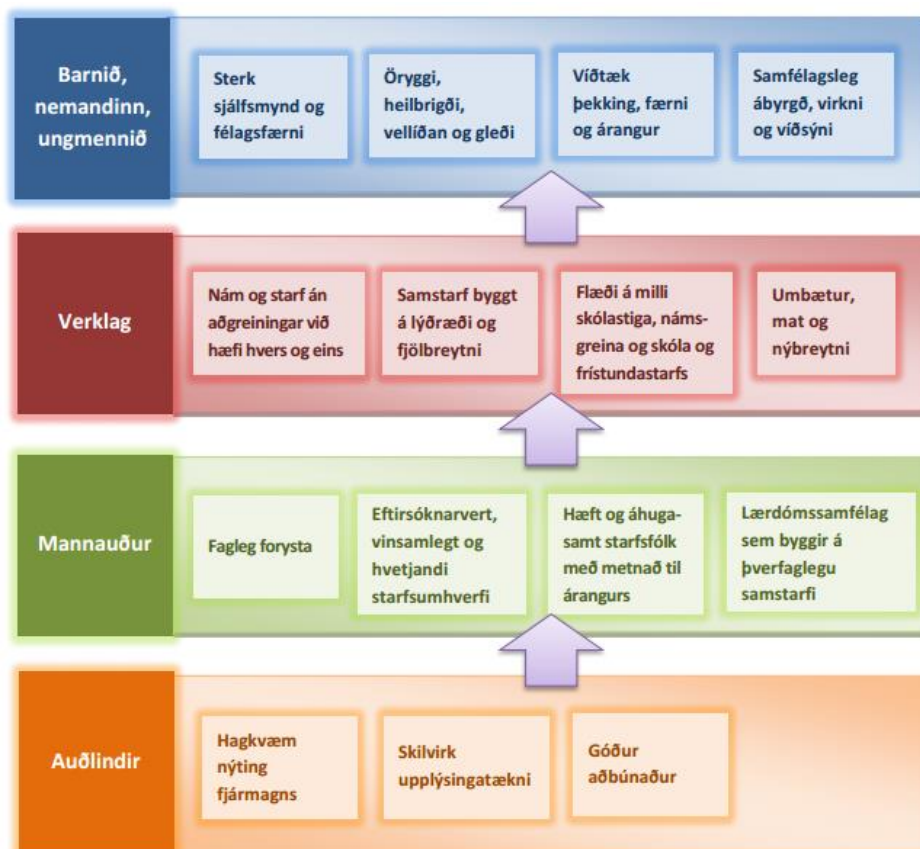 Barnið,
nemandinn,
ungmennið
Sterk
sjálfsmynd og
félagsfærni
Öryggi,
heilbrigði,
vellíðan og gleði
Víðtæk
þekking, færni
og árangur
Samfélagsleg
ábyrgð, virkni
og víðsýni
Verklag
Nám og starf án
aðgreiningar við
hæfi hvers og eins
Samstarf byggt
á lýðræði og
fjölbreytni
Flæði á milli
skólastiga, náms-
greina og skóla og
frístundastarfs
Umbætur,
mat og
nýbreytni
Mannauður
Fagleg forysta
Eftirsóknarvert,
vinsamlegt og
hvetjandi
starfsumhverfi
Hæft og áhuga-
samt starfsfólk
með metnað til
árangurs
Lærdómssamfélag
sem byggir á
þverfaglegu
samstarfi
Auðlindir
Hagkvæm
nýting
fjármagns
Skilvirk
upplýsingatækni
Góður
aðbúnaður